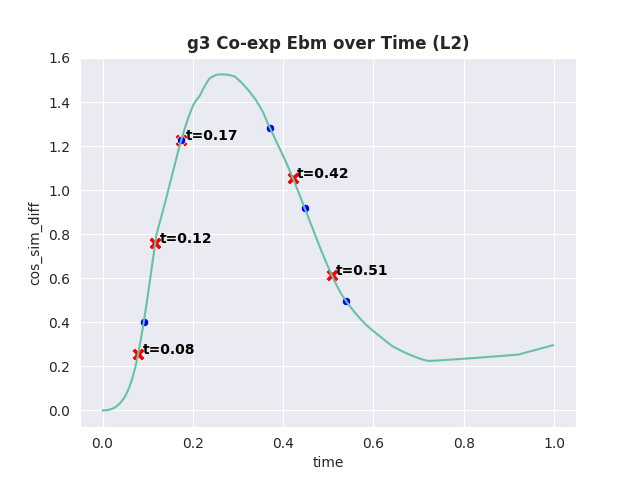 g3 Co-exp Ebm over Time (L2)
1.6
1.4
1.2
1.0
0.8
0.6
0.4
0.2
0.0
cos_sim_diff
t=0.17
t=0.42
t=0.12
t=0.51
t=0.08
0.0 0.2 0.4 0.6 0.8 1.0
time